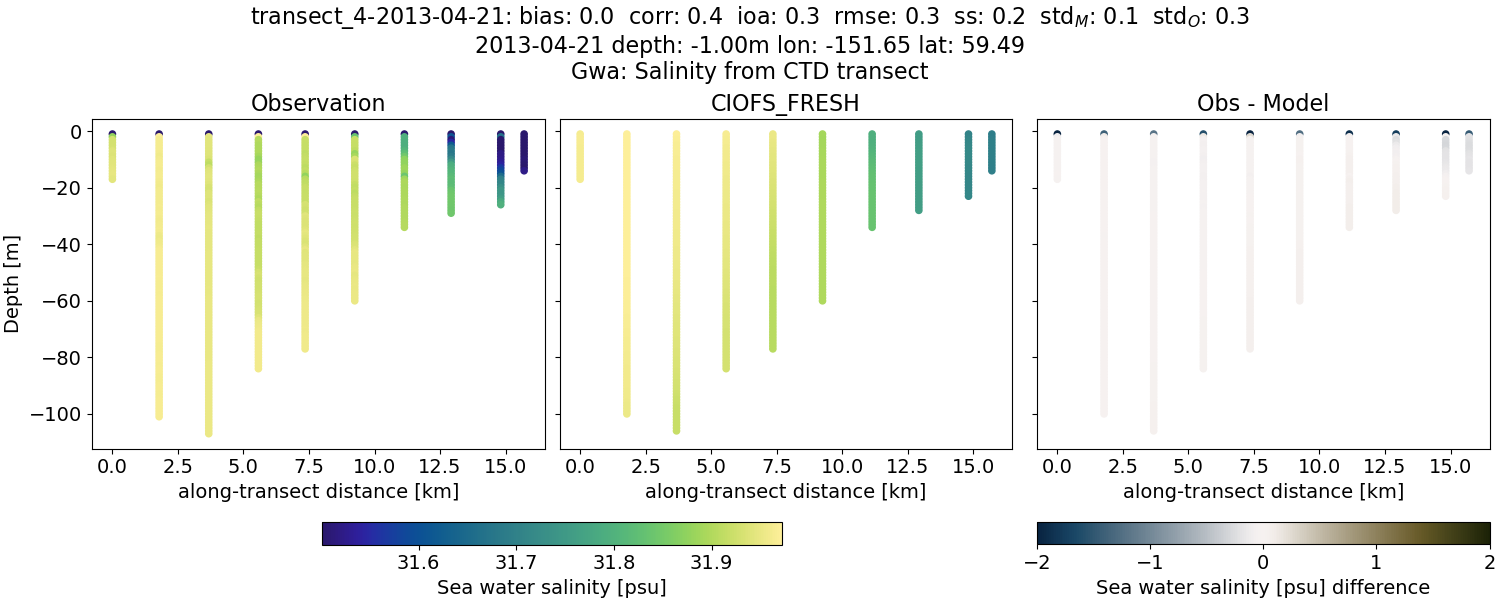 transect_4-2013-04-21: bias: 0.0 corr: 0.4 ioa: 0.3 rmse: 0.3 ss: 0.2 std_M: 0.1 std_O: 0.3
2013-04-21 depth: -1.00m lon: -151.65 lat: 59.49
Gwa: Salinity from CTD transect
Observation
CIOFS_FRESH
Obs - Model
Depth [m]
0
−20
−40
−60
−80
−100
0.0 2.5 5.0 7.5 10.0 12.5 15.0
0.0 2.5 5.0 7.5 10.0 12.5 15.0
0.0 2.5 5.0 7.5 10.0 12.5 15.0
along-transect distance [km]
along-transect distance [km]
along-transect distance [km]
31.6 31.7 31.8 31.9
Sea water salinity [psu]
−2 −1 0 1 2
Sea water salinity [psu] difference